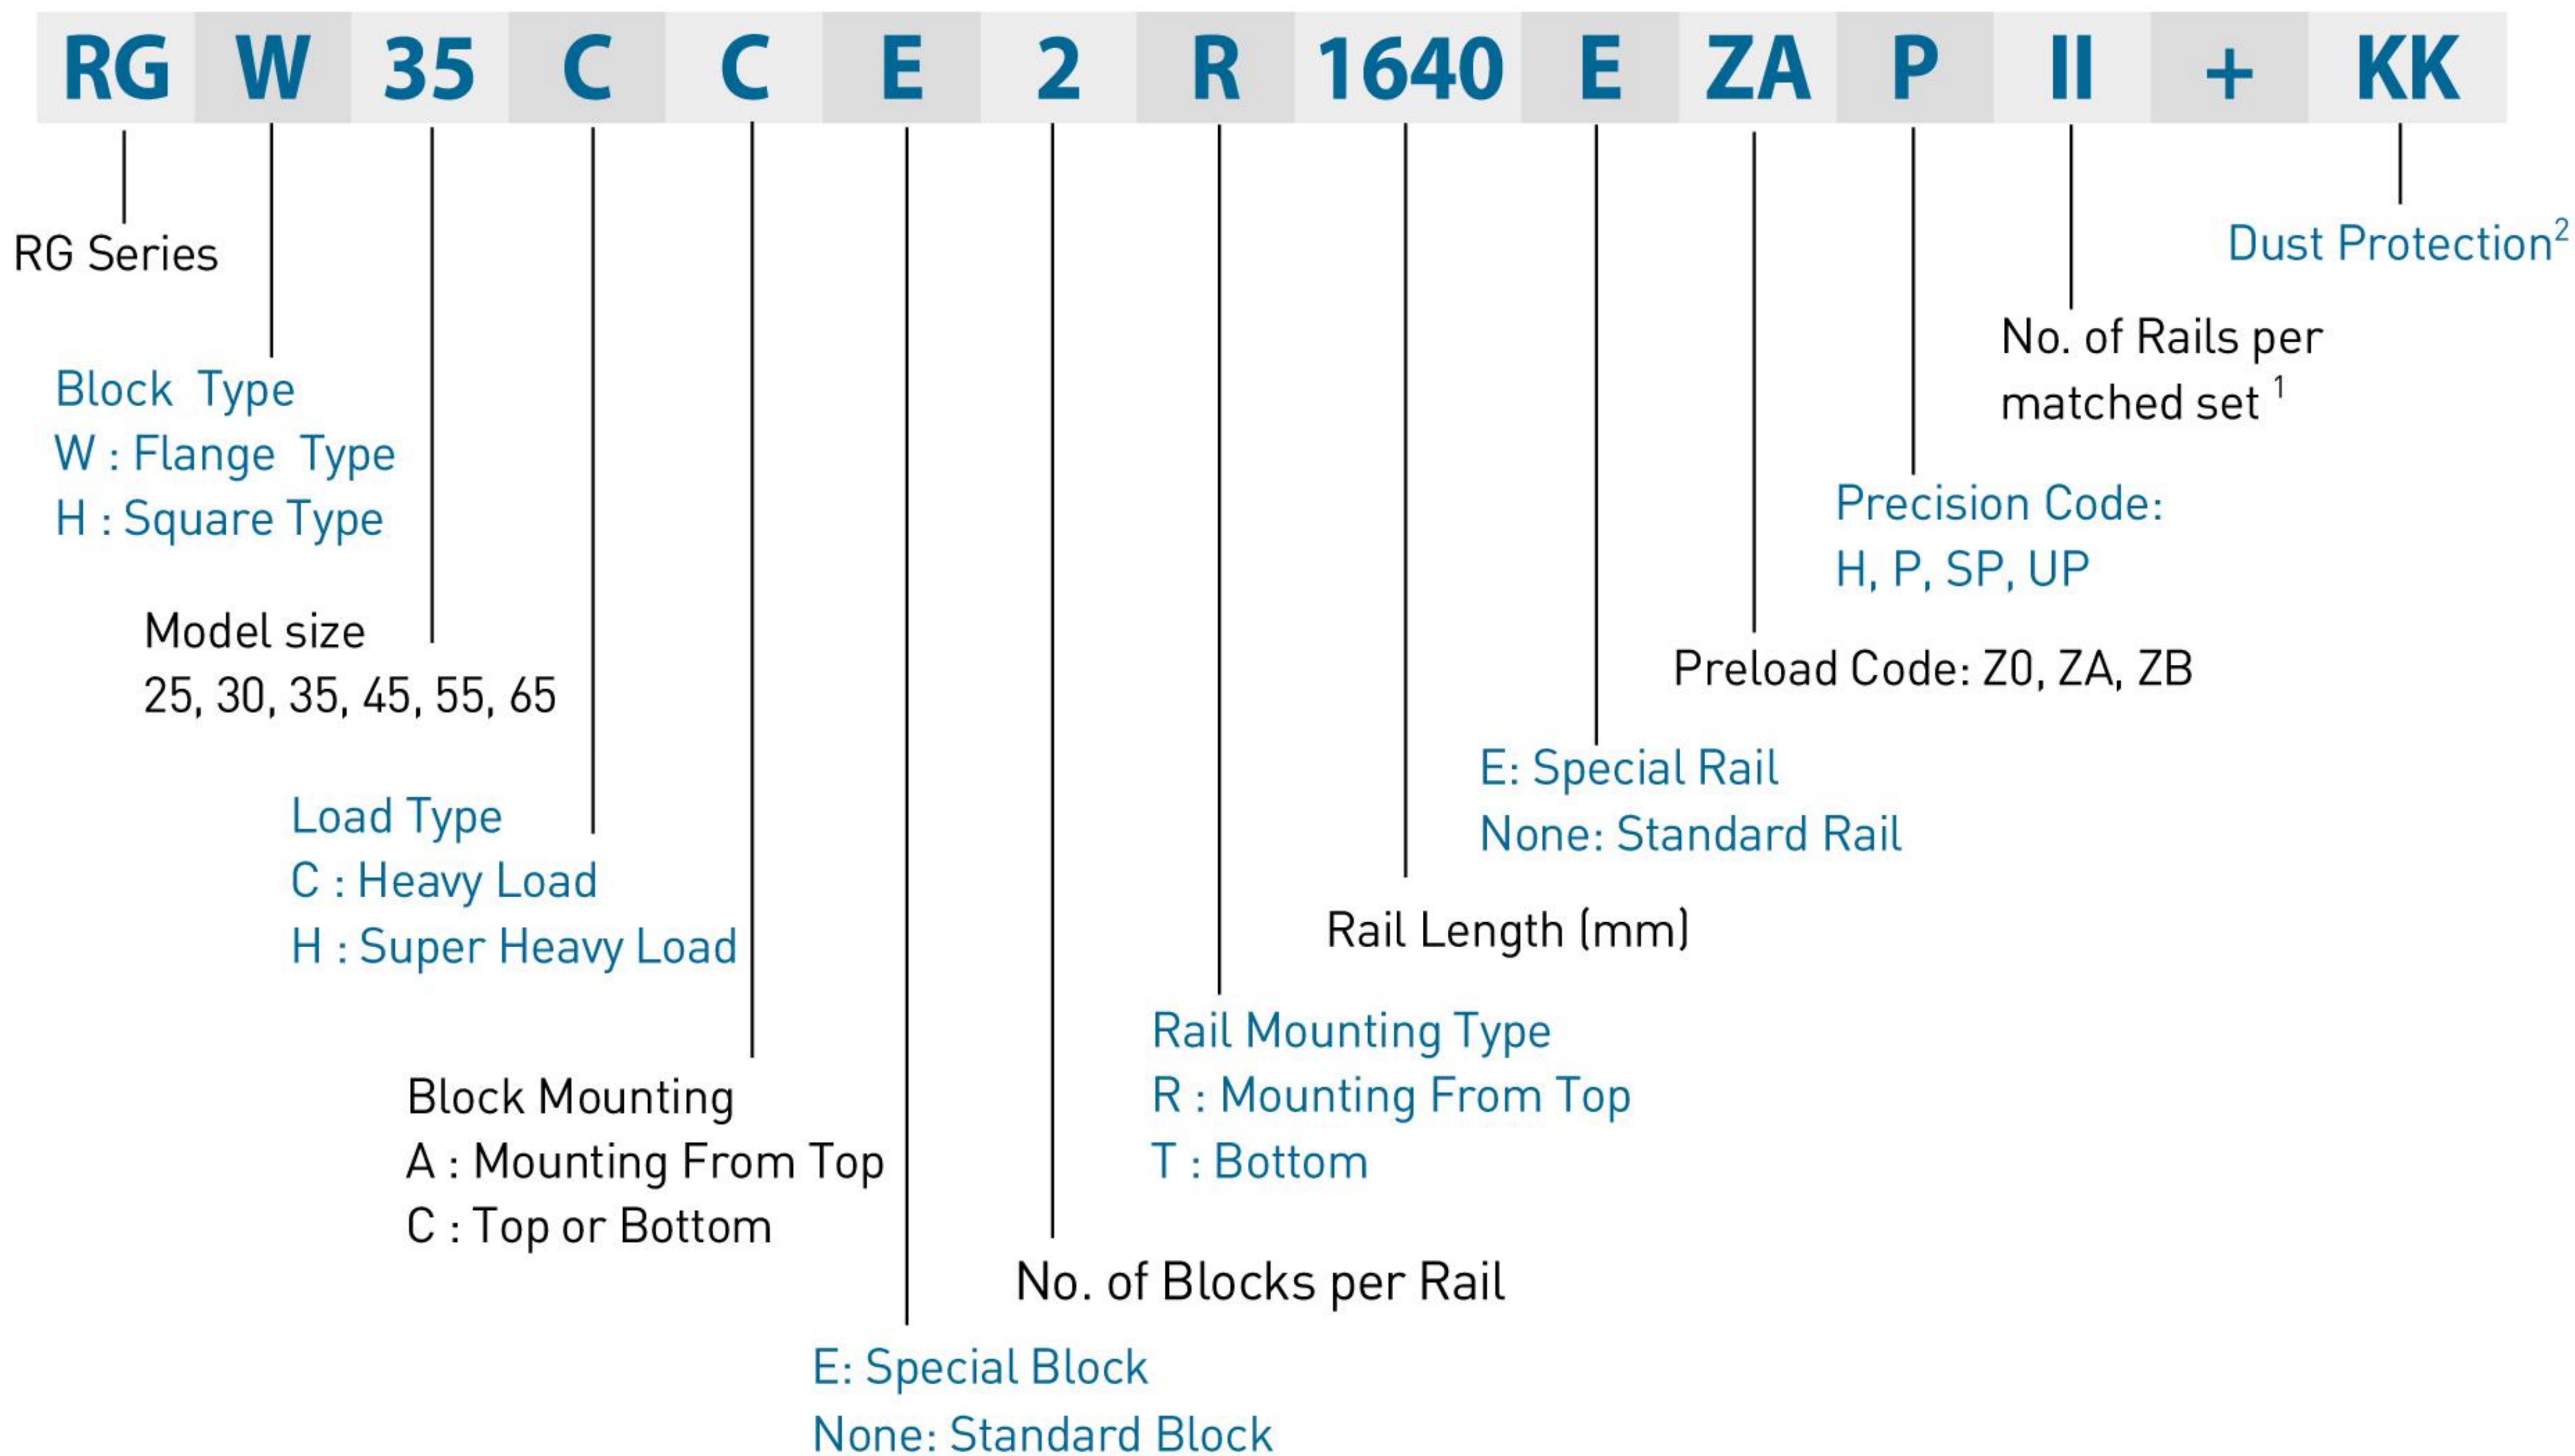 RG W 35 C C E 2 R 1640 E ZA P II + KK
RG Series
Block Type
W : Flange Type
H : Square Type
Model size
25, 30, 35, 45, 55, 65
Load Type
C : Heavy Load
H : Super Heavy Load
Block Mounting
A : Mounting From Top
C : Top or Bottom
E: Special Block
None: Standard Block
No. of Blocks per Rail
Rail Mounting Type
R : Mounting From Top
T : Bottom
Rail Length (mm)
E: Special Rail
None: Standard Rail
Preload Code: Z0, ZA, ZB
Precision Code:
H, P, SP, UP
No. of Rails per
matched set 1
Dust Protection2